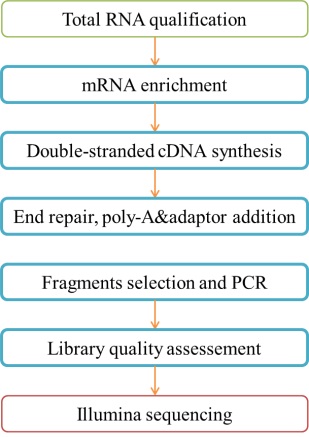 Total RNA qualification
mRNA enrichment
Double-stranded cDNA synthesis
End repair, poly-A&adaptor addition
Fragments selection and PCR
Library quality assessement
Illumina sequencing